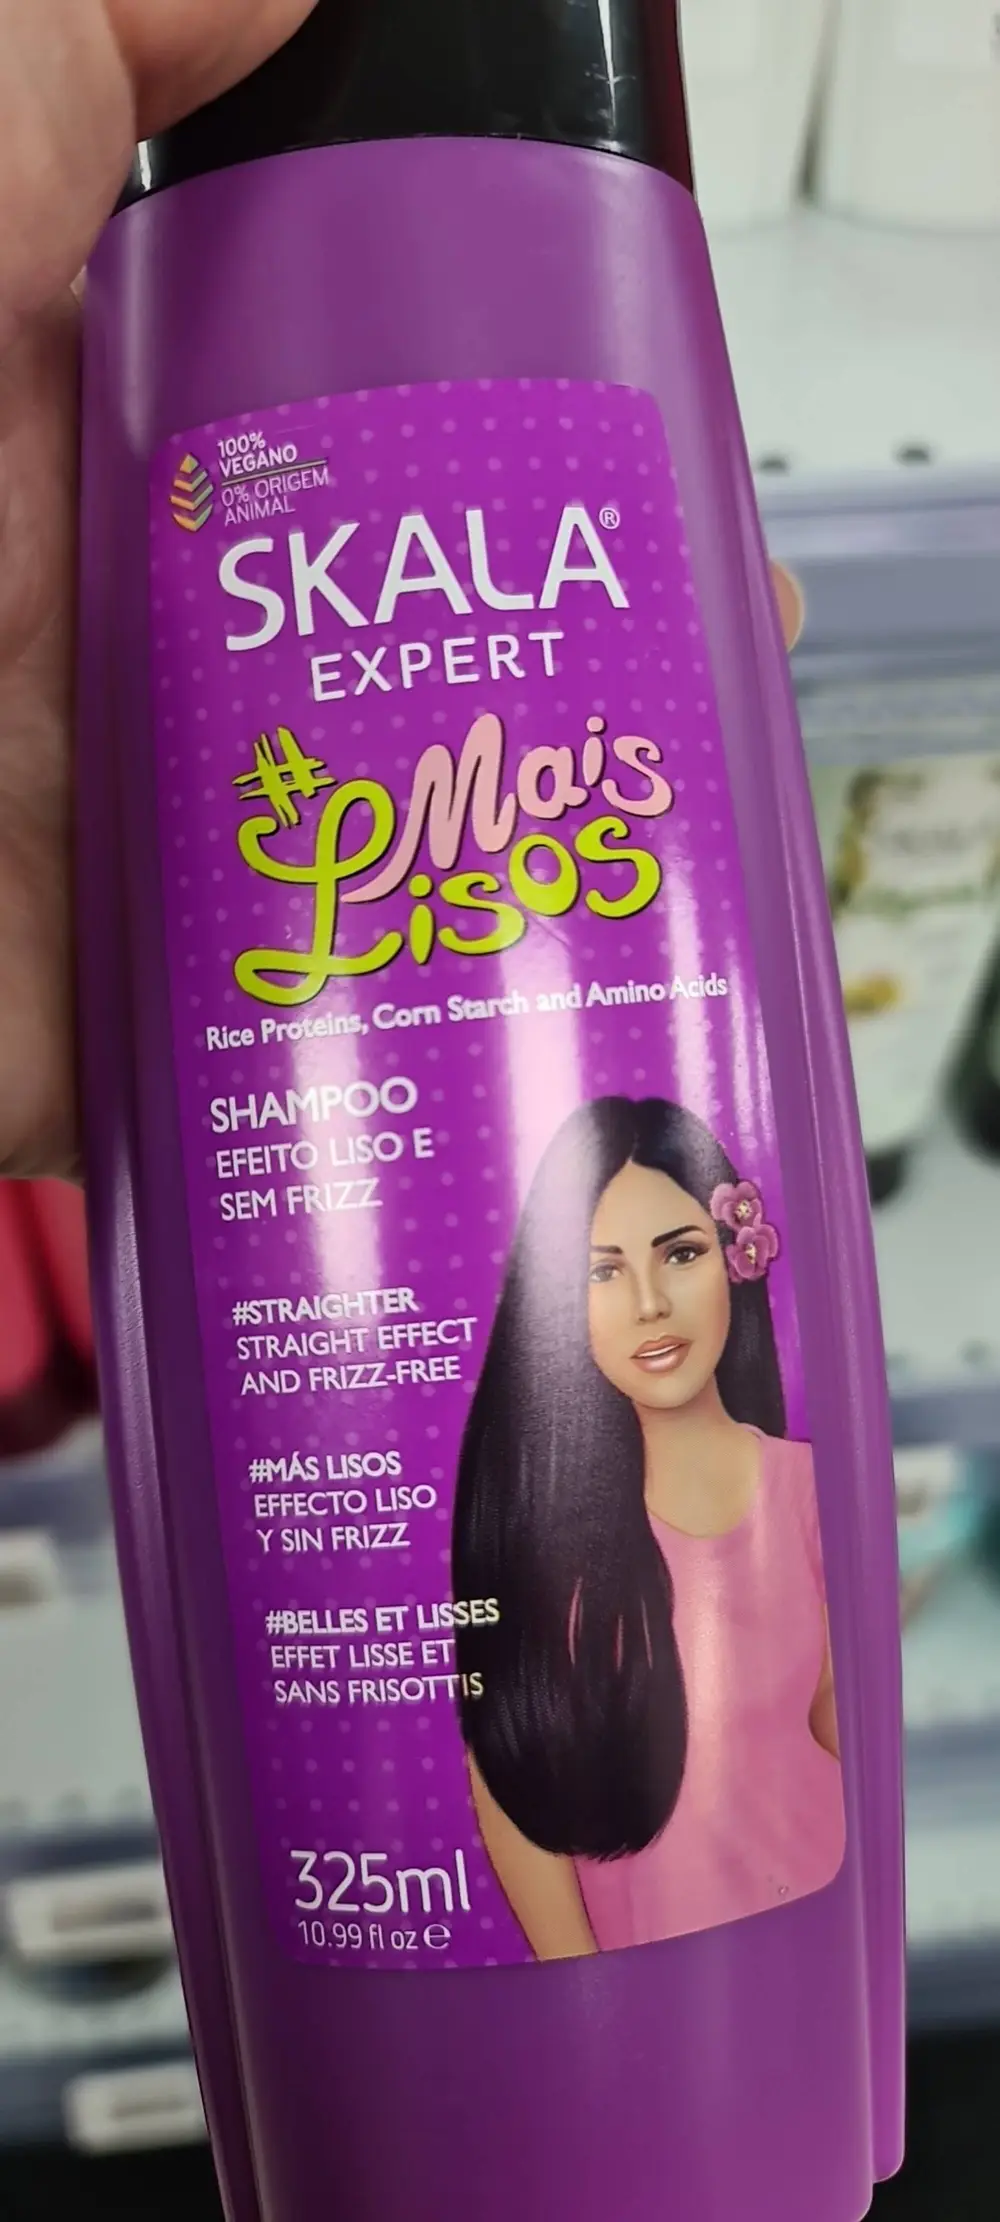 100%
VEGANO
0% ORIGEM
ANIMAL
SKALA®
EXPERT
#Mais
Lisos
Rice Proteins, Corn Starch and Amino Acids
SHAMPOO
EFEITO LISO E
SEM FRIZZ
#STRAIGHTER
STRAIGHT EFFECT
AND FRIZZ-FREE
#MÁS LISOS
EFFECTO LISO
Y SIN FRIZZ
#BELLES ET LISSES
EFFET LISSE ET
SANS FRISOTTIS
325ml
10.99 fl oz ℮